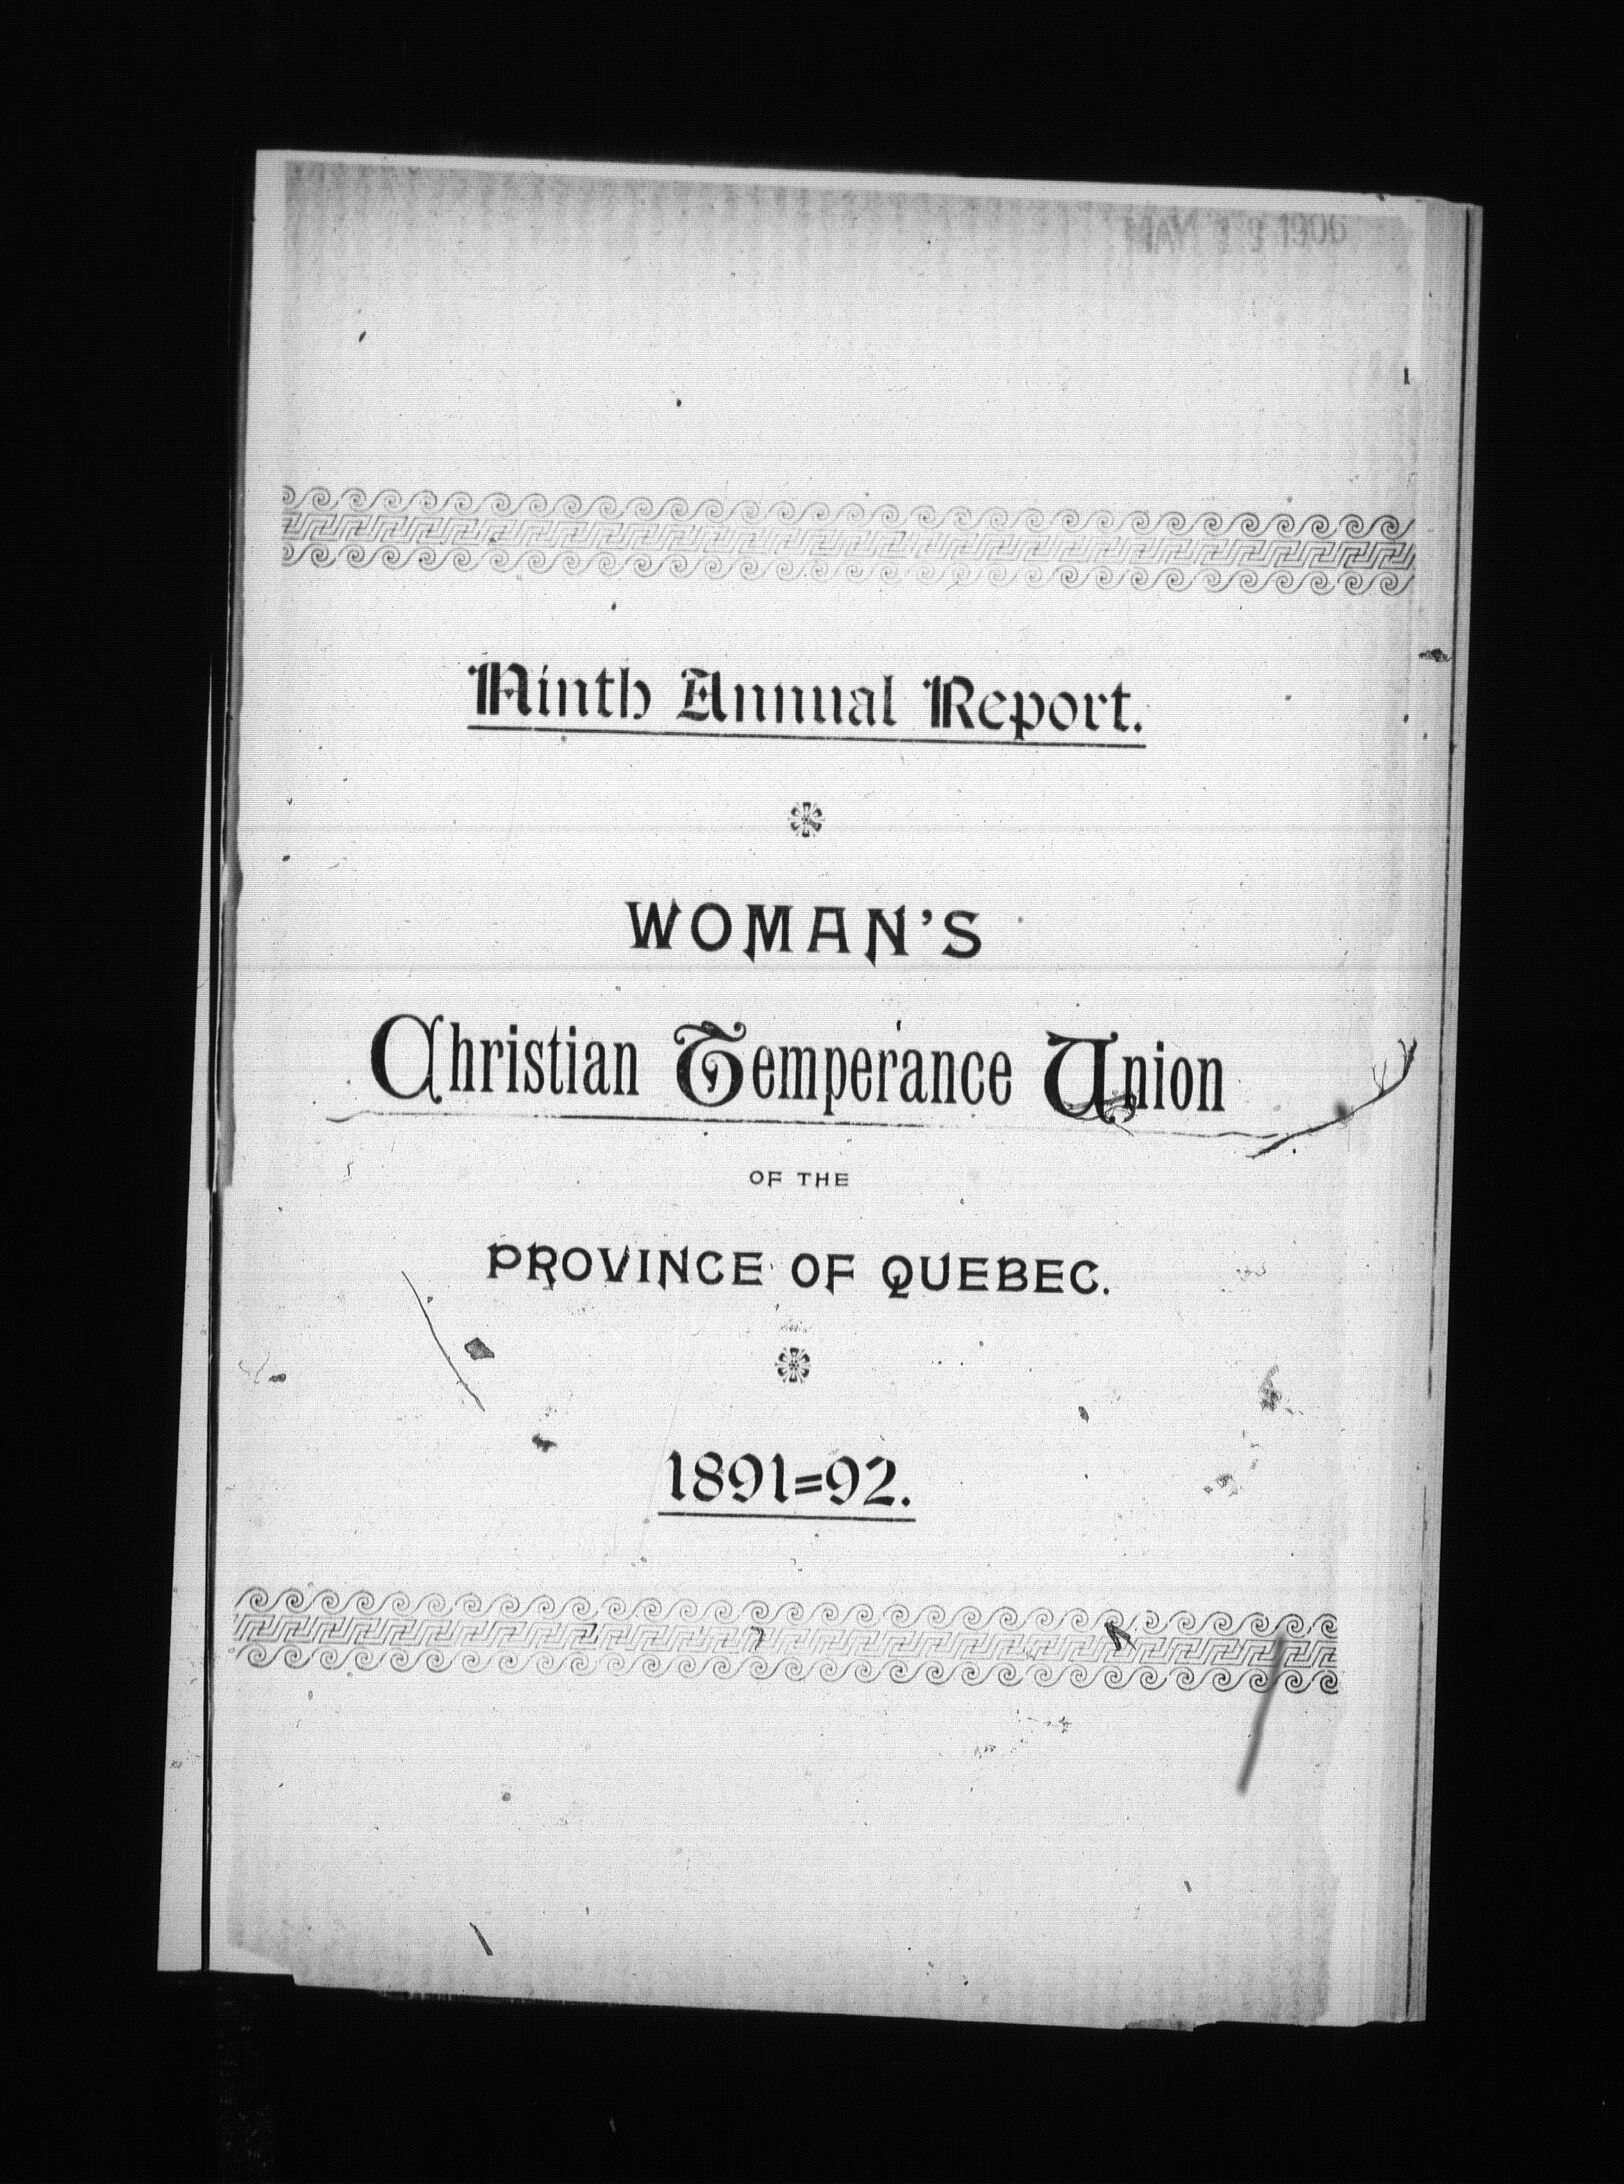 Ninth Annual Report.
WOMAN'S
Christian Temperance Union
OF THE
PROVINCE OF QUEBEC.
1891=92.